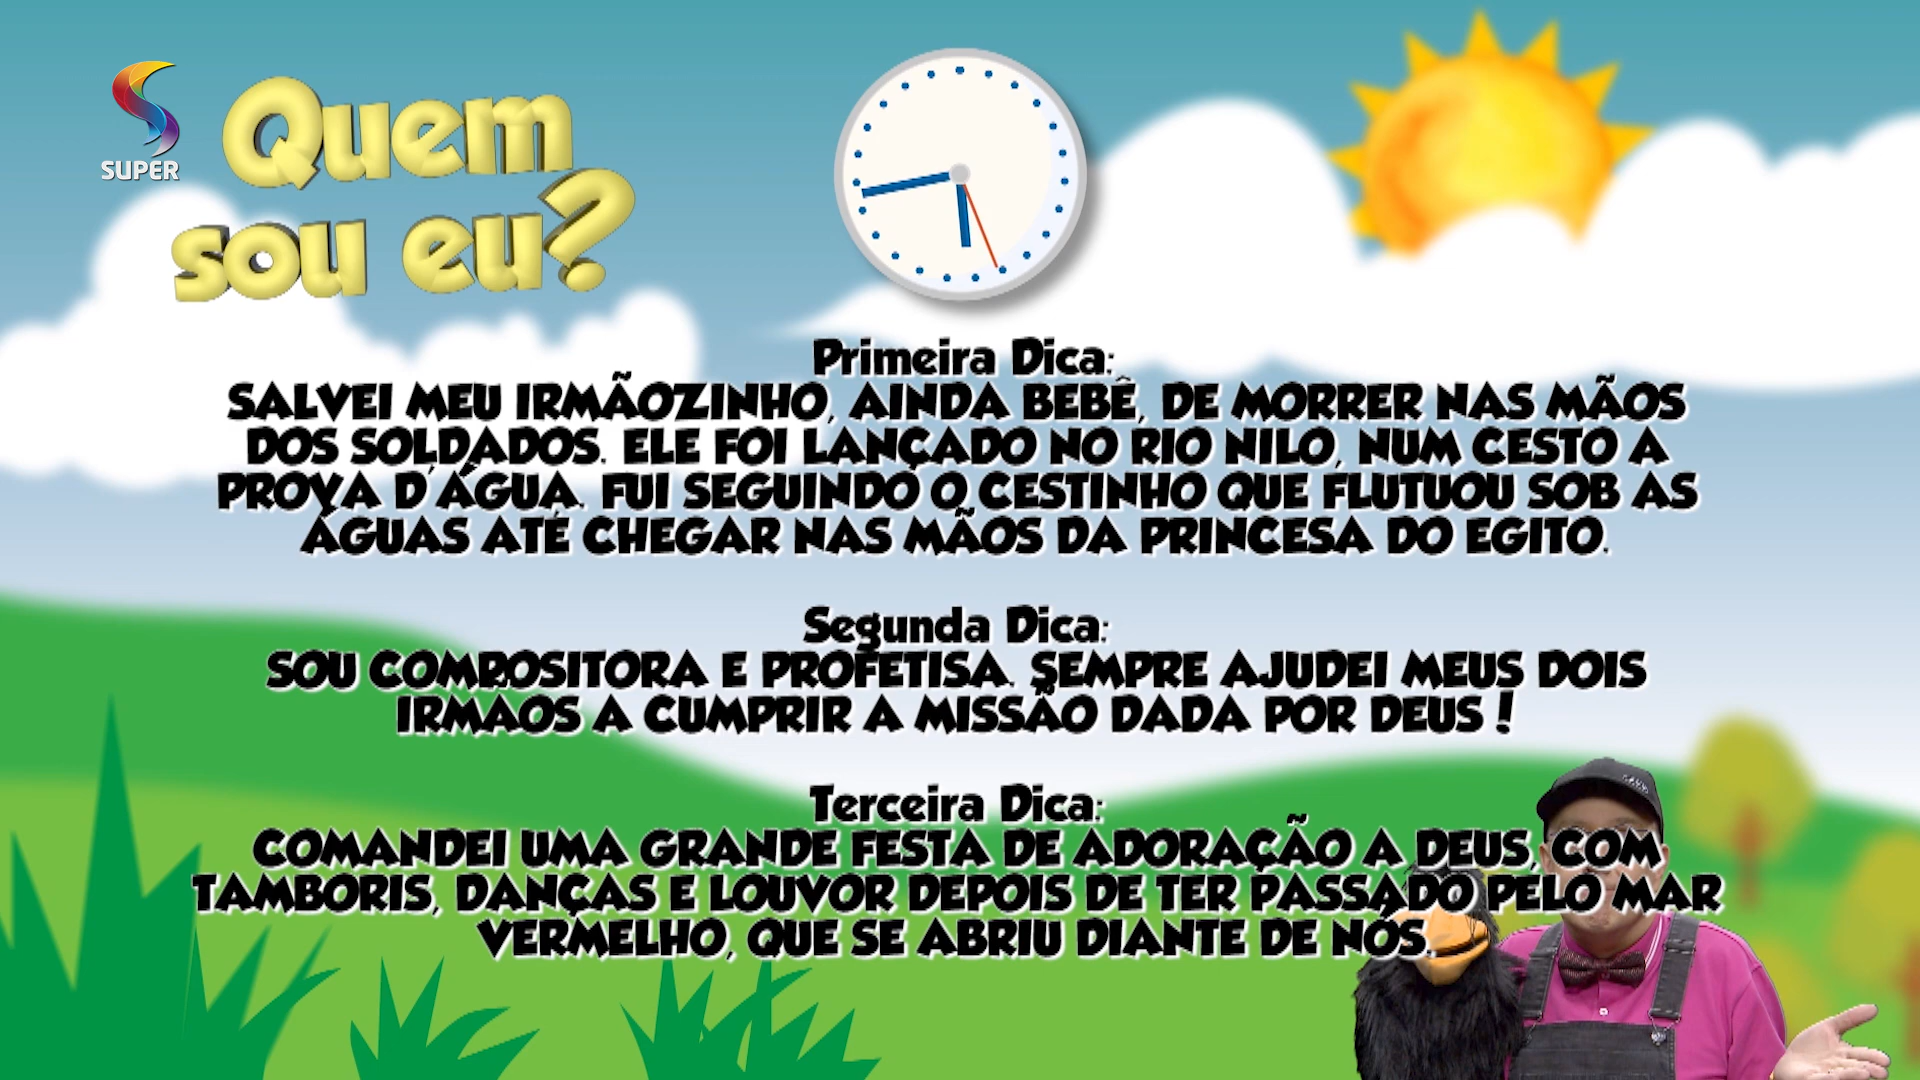 SUPER
Quem
sou eu?
Primeira Dica:
SALVEI MEU IRMÃOZINHO, AINDA BEBÊ, DE MORRER NAS MÃOS
DOS SOLDADOS. ELE FOI LANÇADO NO RIO NILO, NUM CESTO A
PROVA D'ÁGUA. FUI SEGUINDO O CESTINHO QUE FLUTUOU SOB AS
ÁGUAS ATÉ CHEGAR NAS MÃOS DA PRINCESA DO EGITO.
Segunda Dica:
SOU COMPOSITORA E PROFETISA. SEMPRE AJUDEI MEUS DOIS
IRMÃOS A CUMPRIR A MISSÃO DADA POR DEUS!
Terceira Dica:
COMANDEI UMA GRANDE FESTA DE ADORAÇÃO A DEUS, COM
TAMBORIS, DANÇAS E LOUVOR DEPOIS DE TER PASSADO PELO MAR
VERMELHO, QUE SE ABRIU DIANTE DE NÓS.